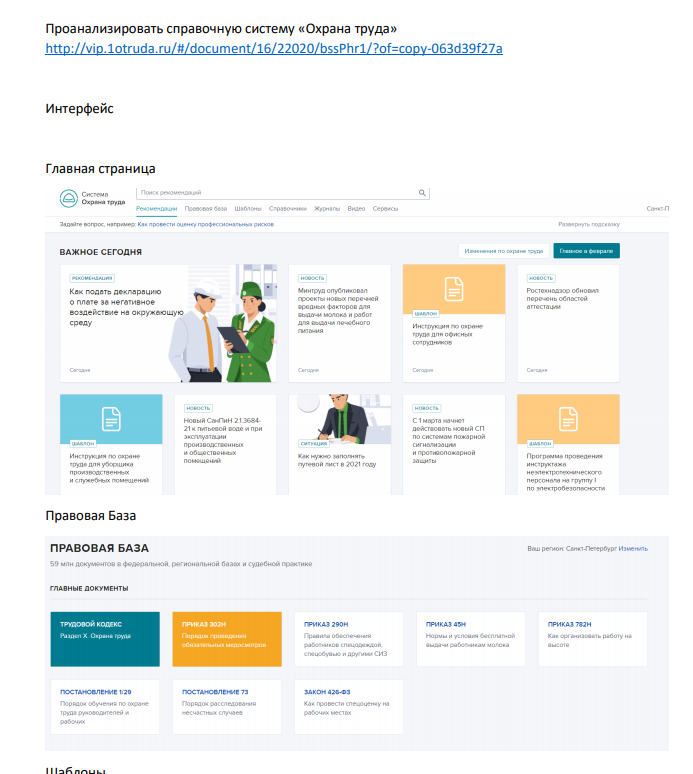 Проанализировать справочную систему «Охрана труда»
http://vip.1otruda.ru/#/document/16/22020/bssPhr1/?of=copy-063d39f27a
Интерфейс
Главная страница
Система
Охрана труда
Поиск рекомендаций
Рекомендации Правовая база Шаблоны Справочники Журналы Видео Сервисы
Санкт-П
Задайте вопрос, например: Как провести оценку профессиональных рисков
Развернуть подсказку
ВАЖНОЕ СЕГОДНЯ
Изменения по охране труда
Главное в феврале
РЕКОМЕНДАЦИЯ
Как подать декларацию
о плате за негативное
воздействие на окружающую
среду
Сегодня
НОВОСТЬ
Минтруд опубликовал
проекты новых перечней
вредных факторов для
выдачи молока и работ
для выдачи лечебного
питания
Сегодня
ШАБЛОН
Инструкция по охране
труда для офисных
сотрудников
Сегодня
НОВОСТЬ
Ростехнадзор обновил
перечень областей
аттестации
Сегодня
ШАБЛОН
Инструкция по охране
труда для уборщика
производственных
и служебных помещений
НОВОСТЬ
Новый СанПиН 2.1.3684-
21 к питьевой воде и при
эксплуатации
производственных
и общественных
помещений
СИТУАЦИЯ
Как нужно заполнять
путевой лист в 2021 году
НОВОСТЬ
С 1 марта начнет
действовать новый СП
по системам пожарной
сигнализации
и противопожарной
защиты
ШАБЛОН
Программа проведения
инструктажа
неэлектротехнического
персонала на группу I
по электробезопасности
Правовая База
ПРАВОВАЯ БАЗА
Ваш регион: Санкт-Петербург Изменить
59 млн документов в федеральной, региональной базах и судебной практике
ГЛАВНЫЕ ДОКУМЕНТЫ
ТРУДОВОЙ КОДЕКС
Раздел X. Охрана труда
ПРИКАЗ 302Н
Порядок проведения
обязательных медосмотров
ПРИКАЗ 290Н
Правила обеспечения
работников спецодеждой,
спецобувью и другими СИЗ
ПРИКАЗ 45Н
Нормы и условия бесплатной
выдачи работникам молока
ПРИКАЗ 782Н
Как организовать работу на
высоте
ПОСТАНОВЛЕНИЕ 1/29
Порядок обучения по охране
труда руководителей и
рабочих
ПОСТАНОВЛЕНИЕ 73
Порядок расследования
несчастных случаев
ЗАКОН 426-ФЗ
Как провести спецоценку на
рабочих местах
Шаблоны